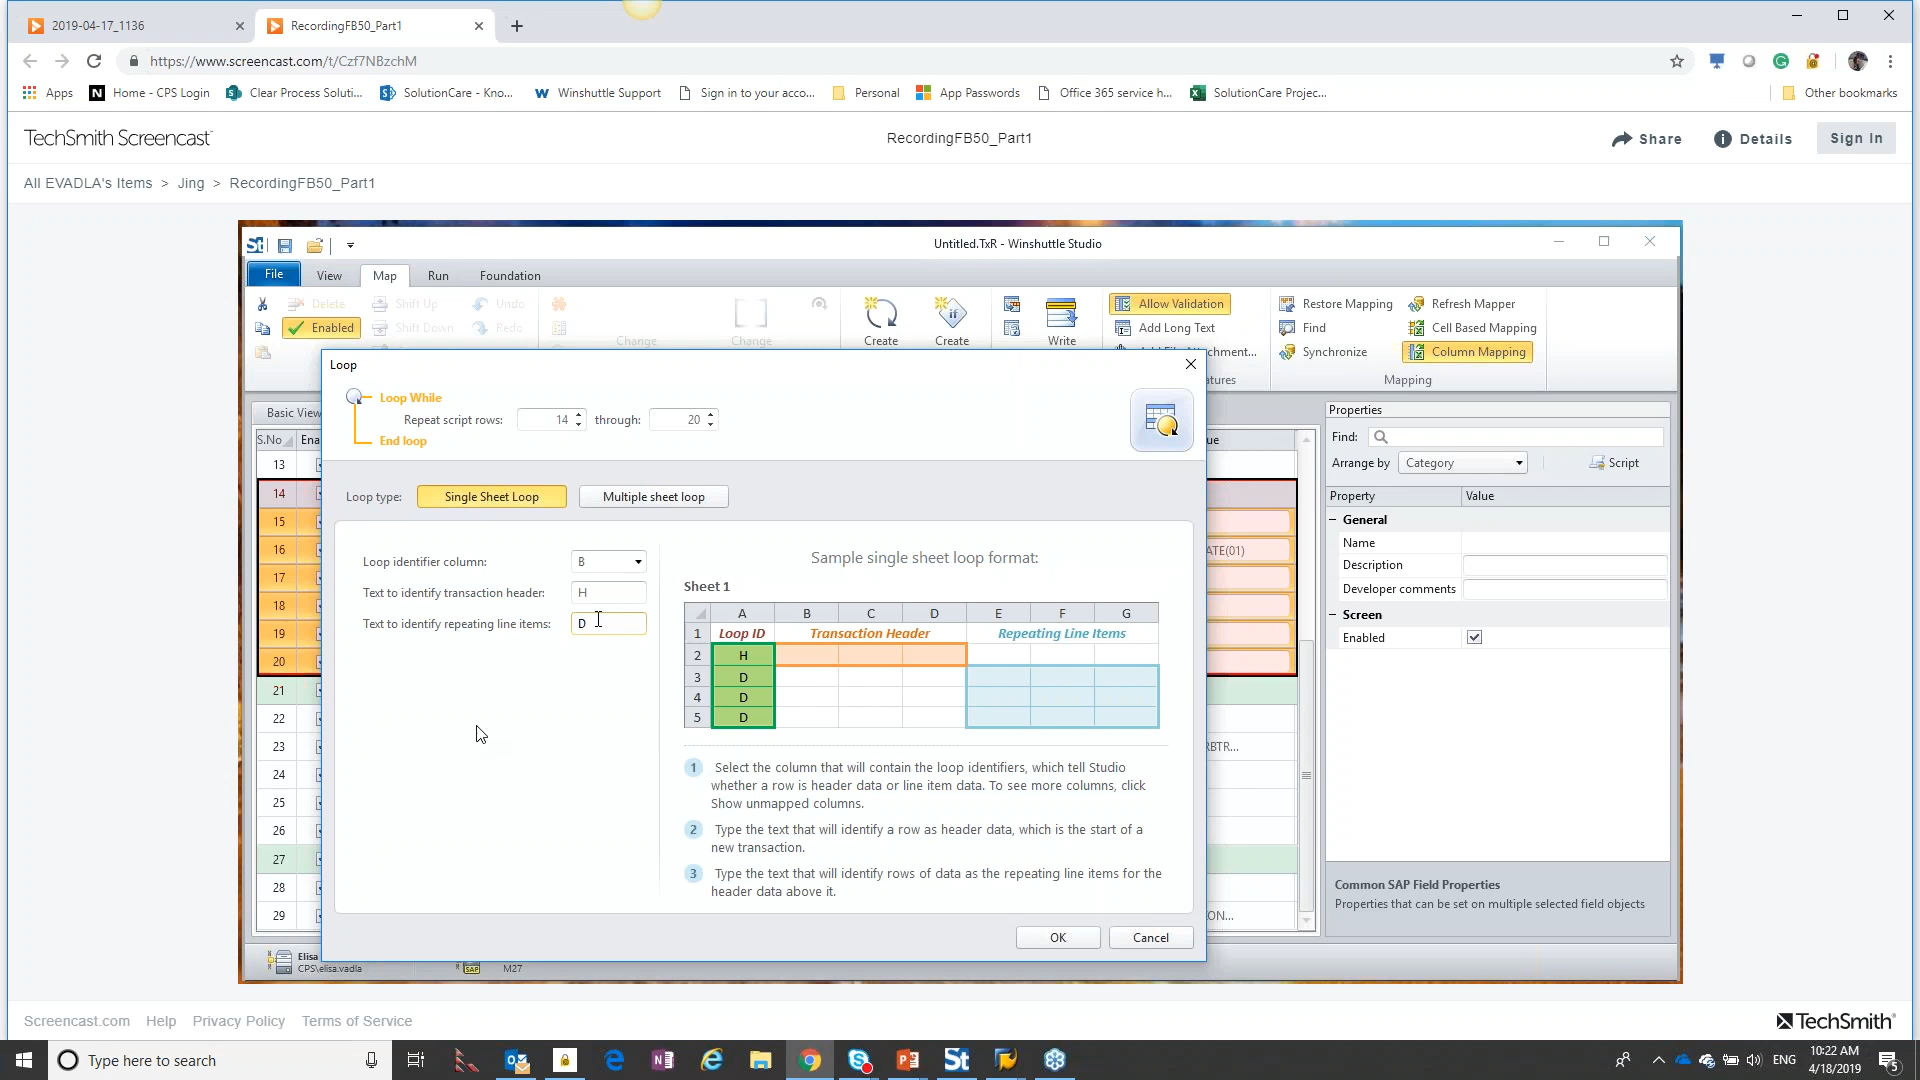 2019-04-17_1136
RecordingFB50_Part1
https://www.screencast.com/t/Czf7NBzchM
Apps
Home - CPS Login
Clear Process Soluti...
SolutionCare - Kno...
Winshuttle Support
Sign in to your acco...
Personal
App Passwords
Office 365 service h...
SolutionCare Projec...
Other bookmarks
TechSmith Screencast
RecordingFB50_Part1
Share
Details
Sign In
All EVADLA's Items > Jing > RecordingFB50_Part1
St
Untitled.TxR - Winshuttle Studio
File
View
Map
Run
Foundation
Delete
Shift Up
Undo
Enabled
Shift Down
Redo
Change
Change
Create
Create
Write
Allow Validation
Add Long Text
Restore Mapping
Find
Synchronize
Refresh Mapper
Cell Based Mapping
Column Mapping
Mapping
Basic View
S.No
Ena
13
14
15
16
17
18
19
20
21
22
23
24
25
26
27
28
29
Loop
Loop While
Repeat script rows: 14 through: 20
End loop
Loop type: Single Sheet Loop Multiple sheet loop
Loop identifier column: B
Text to identify transaction header: H
Text to identify repeating line items: D
Sample single sheet loop format:
Sheet 1
A B C D E F G
1 Loop ID Transaction Header Repeating Line Items
2 H
3 D
4 D
5 D
1 Select the column that will contain the loop identifiers, which tell Studio
whether a row is header data or line item data. To see more columns, click
Show unmapped columns.
2 Type the text that will identify a row as header data, which is the start of a
new transaction.
3 Type the text that will identify rows of data as the repeating line items for the
header data above it.
OK
Cancel
ue
ATE(01)
RBTR...
ON...
Properties
Find:
Arrange by Category Script
Property Value
General
Name
Description
Developer comments
Screen
Enabled
Common SAP Field Properties
Properties that can be set on multiple selected field objects
Elisa
CPS\elisa.vadla
SAP
M27
Screencast.com Help Privacy Policy Terms of Service
TechSmith
Type here to search
St
ENG
10:22 AM
4/18/2019
5